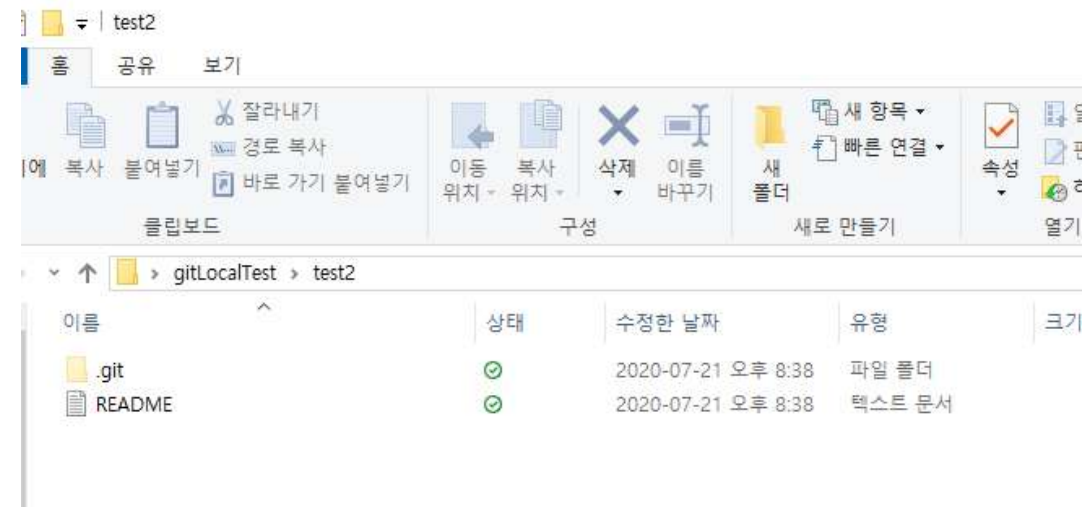 test2
홈 공유 보기
잘라내기
경로 복사
바로 가기 붙여넣기
복사 붙여넣기
클립보드
이동 위치
복사 위치
삭제
이름 바꾸기
구성
새 폴더
새 항목
빠른 연결
새로 만들기
속성
열기
gitLocalTest > test2
이름 상태 수정한 날짜 유형 크기
.git 2020-07-21 오후 8:38 파일 폴더
README 2020-07-21 오후 8:38 텍스트 문서